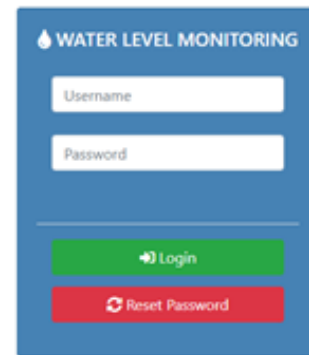 WATER LEVEL MONITORING
Username
Password
Login
Reset Password